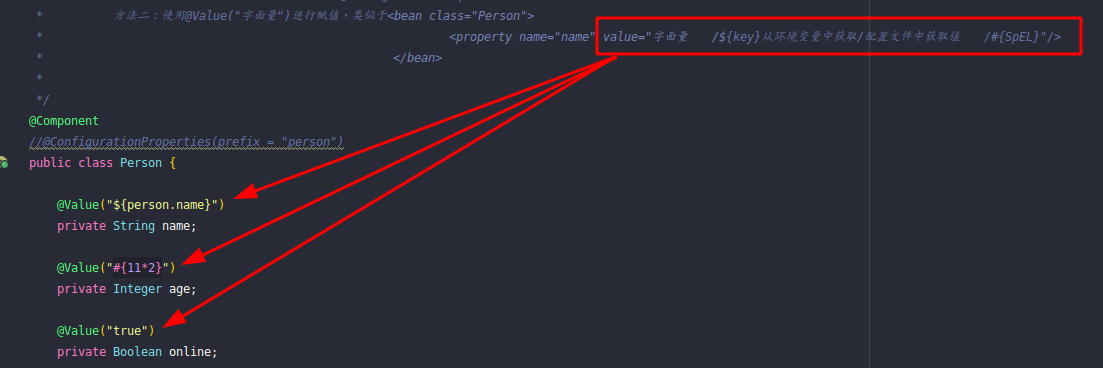 * 方法二：使用@Value("字面量")进行赋值，类似于<bean class="Person">
* <property name="name" value="字面量 /${key}从环境变量中获取/配置文件中获取值 /#{SpEL}"/>
* </bean>
*
*/
@Component
//@ConfigurationProperties(prefix = "person")
public class Person {
@Value("${person.name}")
private String name;
@Value("#{11*2}")
private Integer age;
@Value("true")
private Boolean online;